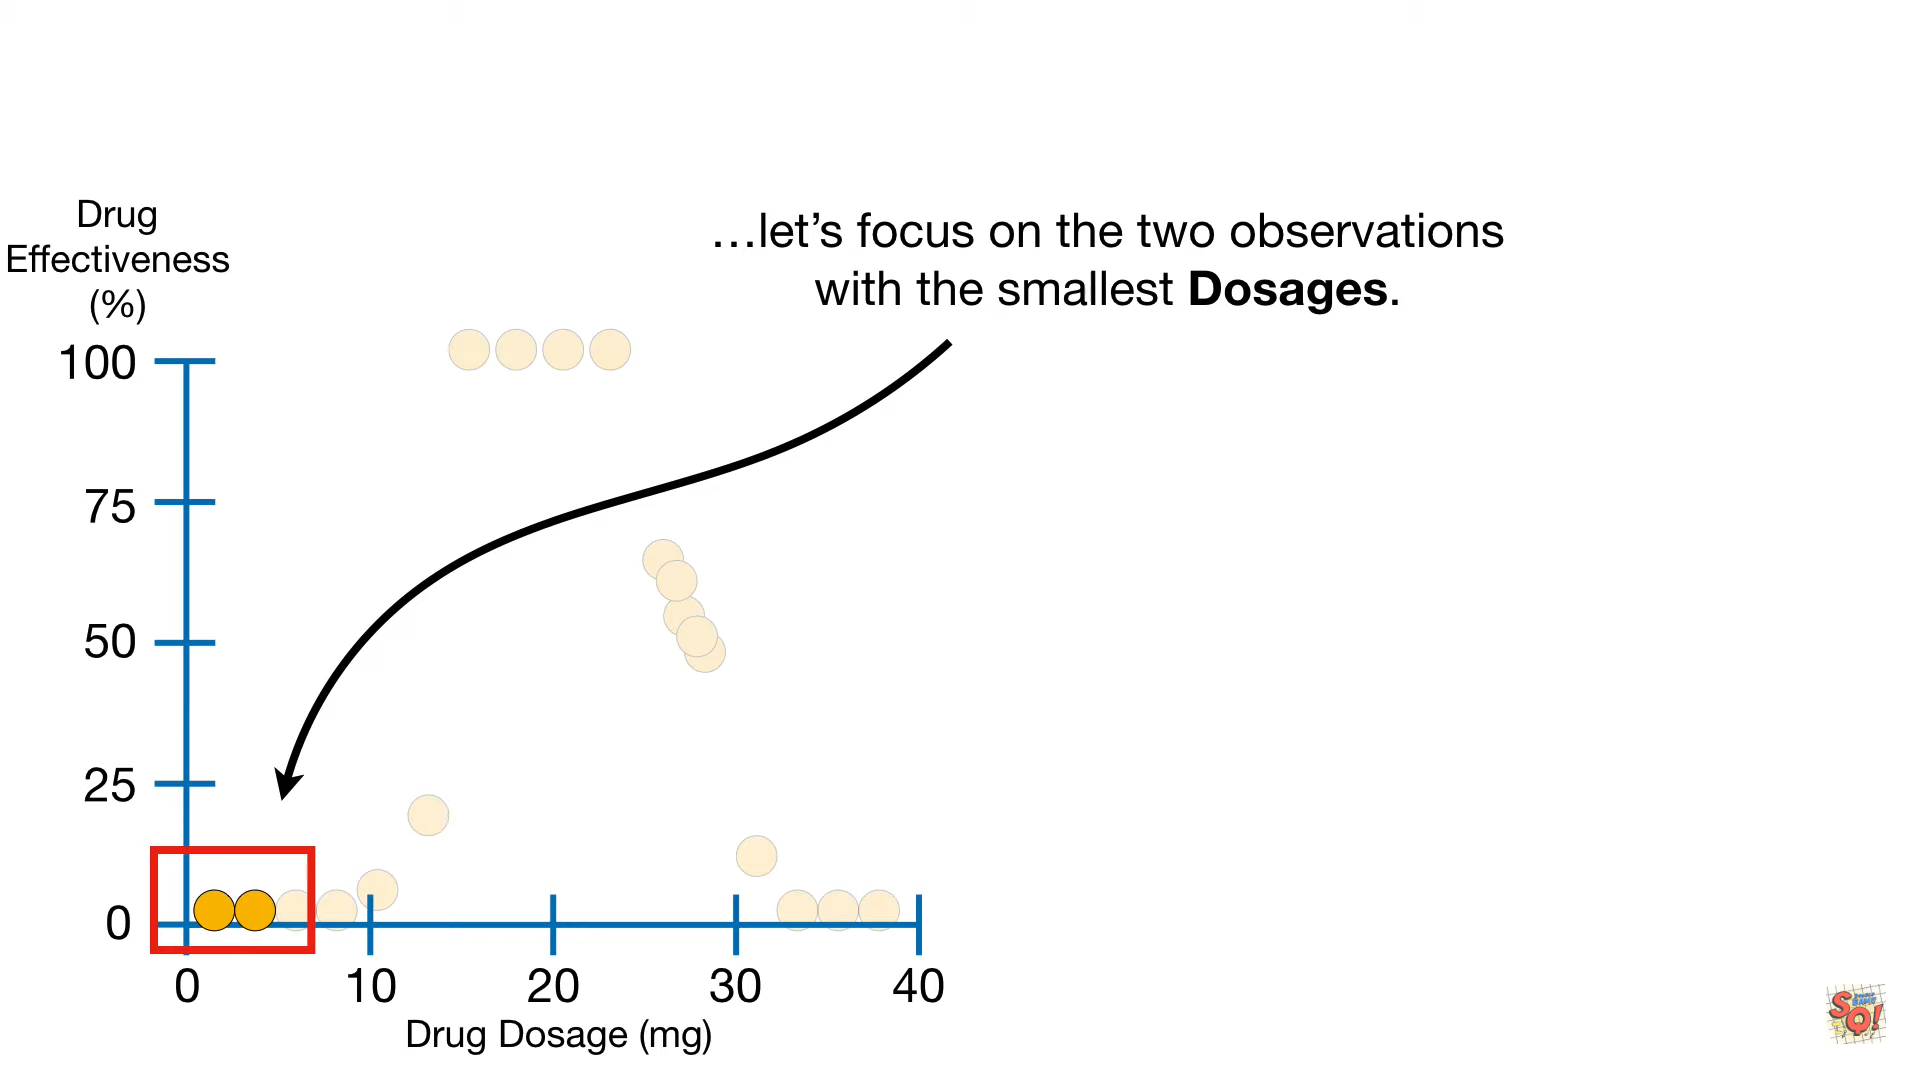 Drug
Effectiveness
(%)
…let’s focus on the two observations
with the smallest Dosages.
100
75
50
25
0
0 10 20 30 40
Drug Dosage (mg)
SQ!